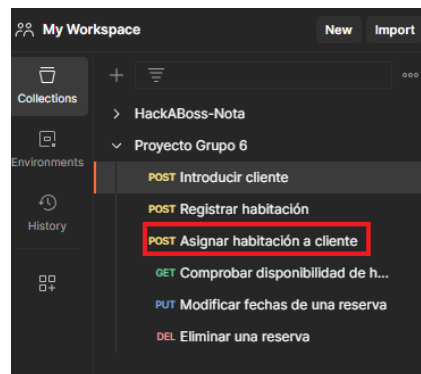 My Workspace New Import
Collections
HackABoss-Nota
Environments
Proyecto Grupo 6
POST Introducir cliente
History
POST Registrar habitación
POST Asignar habitación a cliente
GET Comprobar disponibilidad de h...
PUT Modificar fechas de una reserva
DEL Eliminar una reserva